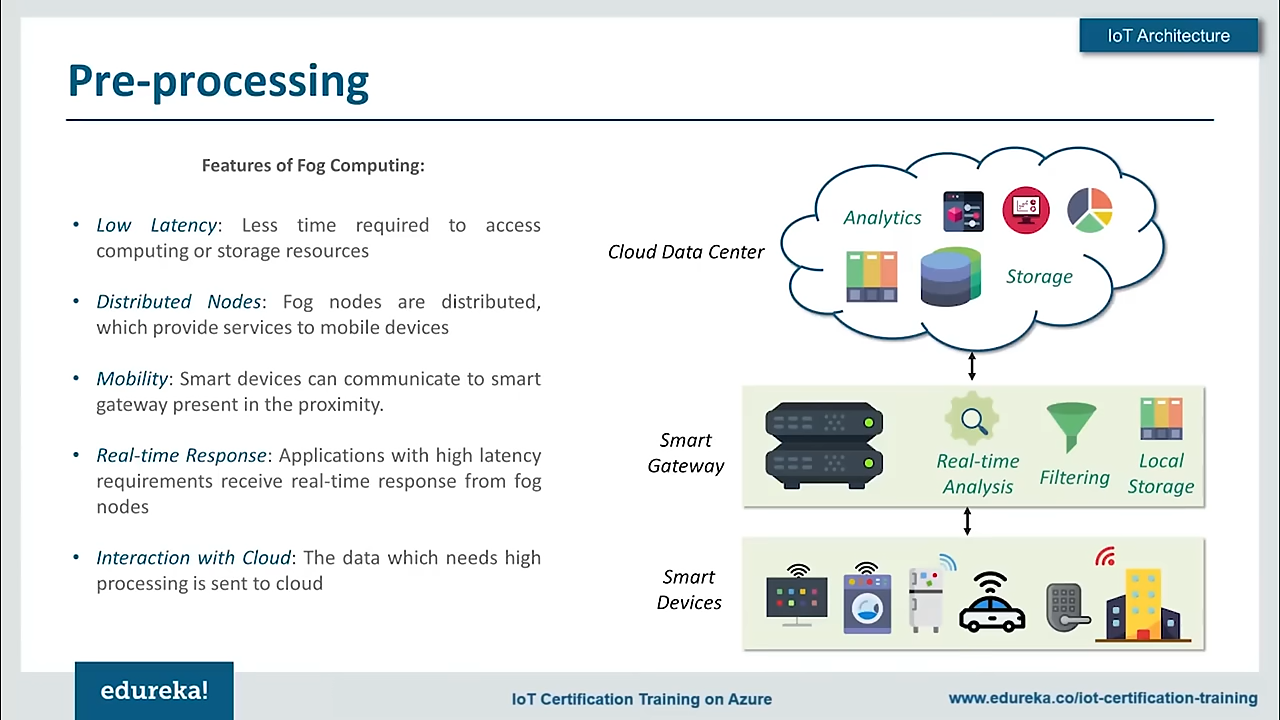 IoT Architecture
Pre-processing
Features of Fog Computing:
• Low Latency: Less time required to access
computing or storage resources
• Distributed Nodes: Fog nodes are distributed,
which provide services to mobile devices
• Mobility: Smart devices can communicate to smart
gateway present in the proximity.
• Real-time Response: Applications with high latency
requirements receive real-time response from fog
nodes
• Interaction with Cloud: The data which needs high
processing is sent to cloud
Cloud Data Center
Analytics
Storage
Smart
Gateway
Real-time
Analysis
Filtering
Local
Storage
Smart
Devices
edureka!
IoT Certification Training on Azure
www.edureka.co/iot-certification-training